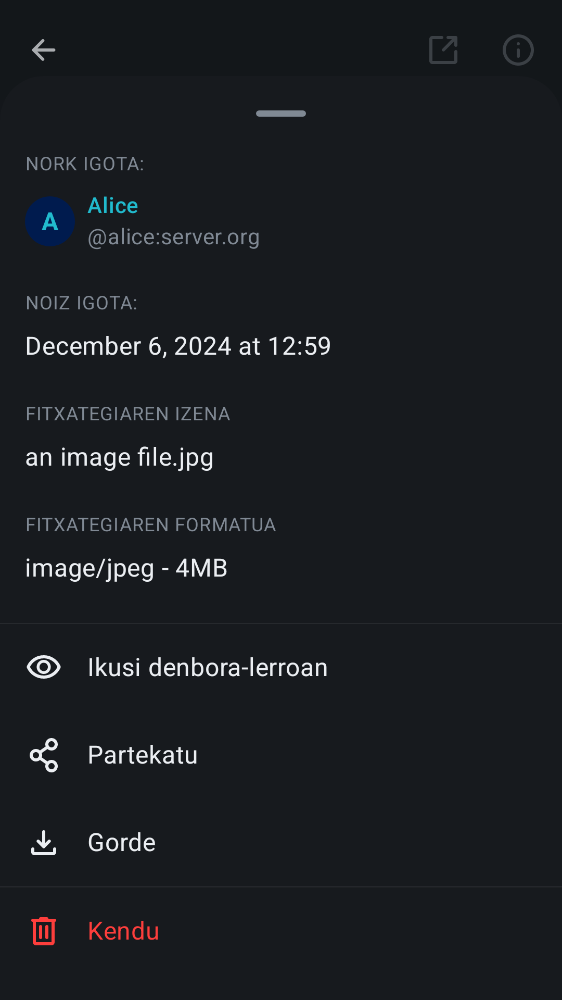 NORK IGOTA:
A
Alice
@alice:server.org
NOIZ IGOTA:
December 6, 2024 at 12:59
FITXATEGIAREN IZENA
an image file.jpg
FITXATEGIAREN FORMATUA
image/jpeg - 4MB
Ikusi denbora-lerroan
Partekatu
Gorde
Kendu